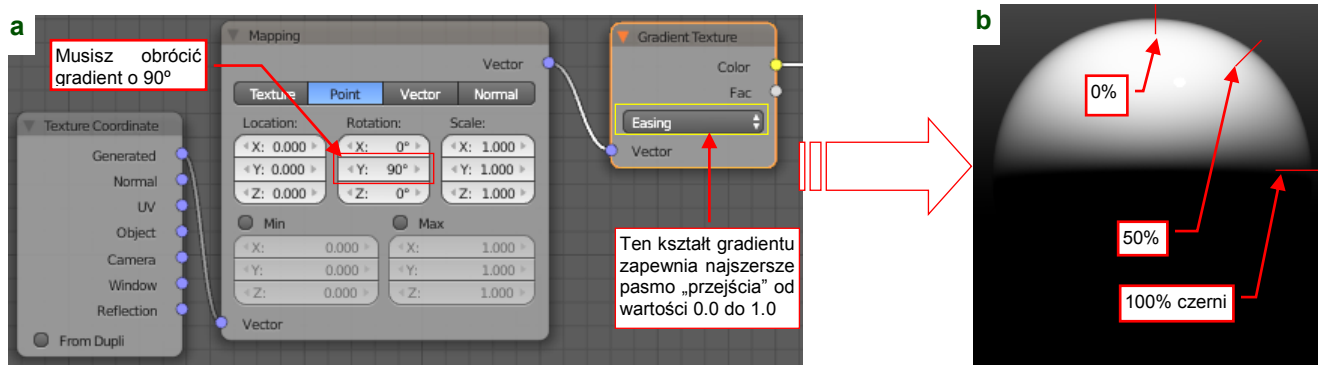 a
Musisz obrócić
gradient o 90º
Texture Coordinate
Generated
Normal
UV
Object
Camera
Window
Reflection
From Dupli
Mapping
Vector
Texture Point Vector Normal
Location: Rotation: Scale:
X: 0.000 X: 0° X: 1.000
Y: 0.000 Y: 90° Y: 1.000
Z: 0.000 Z: 0° Z: 1.000
Min Max
X: 0.000 X: 1.000
Y: 0.000 Y: 1.000
Z: 0.000 Z: 1.000
Vector
Gradient Texture
Color
Fac
Easing
Vector
Ten kształt gradientu
zapewnia najszersze
pasmo „przejścia” od
wartości 0.0 do 1.0
b
0%
50%
100% czerni